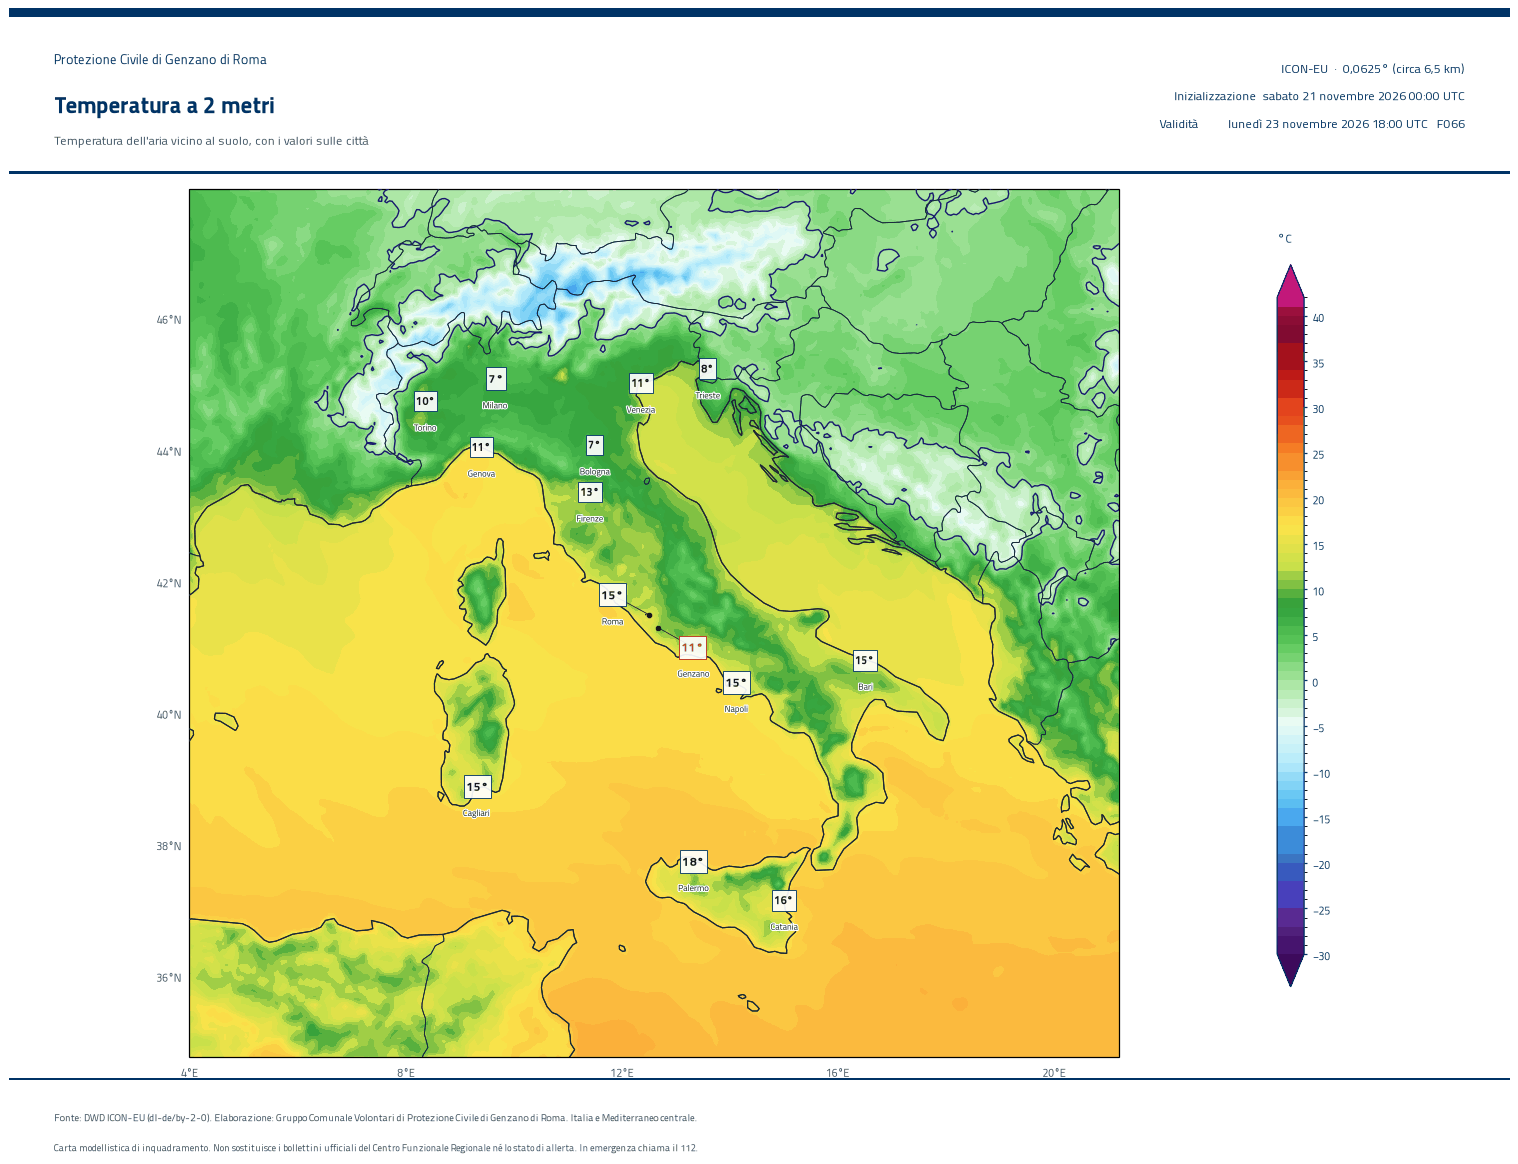 Protezione Civile di Genzano di Roma
Temperatura a 2 metri
Temperatura dell'aria vicino al suolo, con i valori sulle città
ICON-EU · 0,0625° (circa 6,5 km)
Inizializzazione sabato 21 novembre 2026 00:00 UTC
Validità lunedì 23 novembre 2026 18:00 UTC F066
°C
40
35
30
25
20
15
10
5
0
−5
−10
−15
−20
−25
−30
46°N
44°N
42°N
40°N
38°N
36°N
4°E
8°E
12°E
16°E
20°E
8°
Trieste
7°
Milano
11°
Venezia
10°
Torino
11°
Genova
7°
Bologna
13°
Firenze
15°
Roma
11°
Genzano
15°
Napoli
15°
Bari
15°
Cagliari
18°
Palermo
16°
Catania
Fonte: DWD ICON-EU (dl-de/by-2-0). Elaborazione: Gruppo Comunale Volontari di Protezione Civile di Genzano di Roma. Italia e Mediterraneo centrale.
Carta modellistica di inquadramento. Non sostituisce i bollettini ufficiali del Centro Funzionale Regionale né lo stato di allerta. In emergenza chiama il 112.